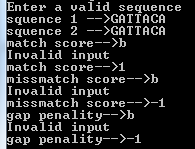 Enter a valid sequence
squence 1 -->GATTACA
squence 2 -->GATTACA
match score-->b
Invalid input
match score-->1
missmatch score-->b
Invalid input
missmatch score-->-1
gap penality-->b
Invalid input
gap penality-->-1